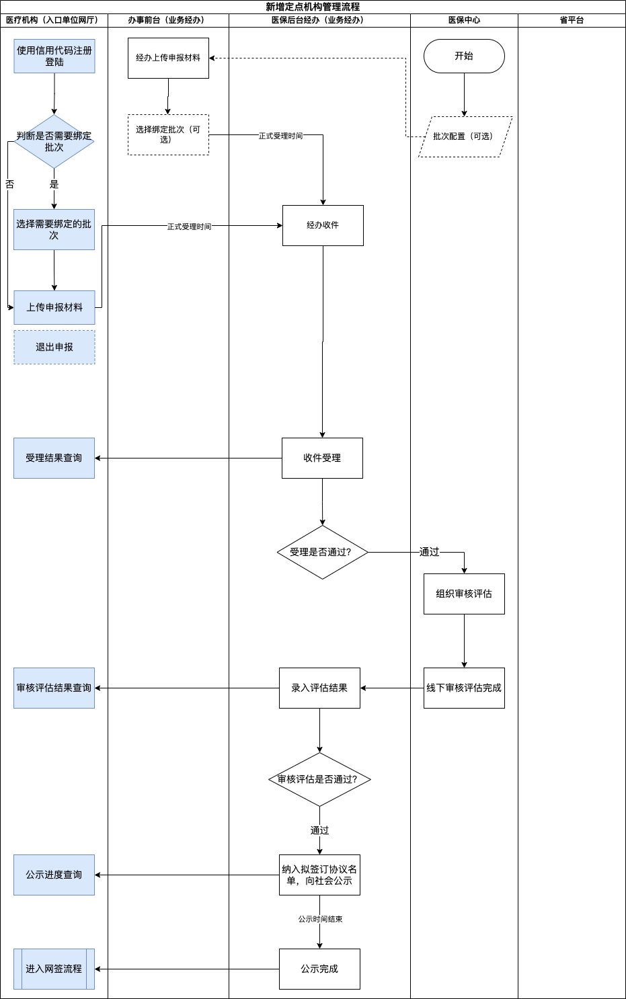 新增定点机构管理流程
医疗机构（入口单位网厅）
办事前台（业务经办）
医保后台经办（业务经办）
医保中心
省平台
使用信用代码注册
登陆
经办上传申报材料
开始
判断是否需要绑定
批次
选择绑定批次（可
选）
正式受理时间
批次配置（可选）
否
是
选择需要绑定的批
次
正式受理时间
经办收件
上传申报材料
退出申报
受理结果查询
收件受理
受理是否通过?
通过
组织审核评估
审核评估结果查询
录入评估结果
线下审核评估完成
审核评估是否通过?
通过
公示进度查询
纳入拟签订协议名
单，向社会公示
公示时间结束
进入网签流程
公示完成